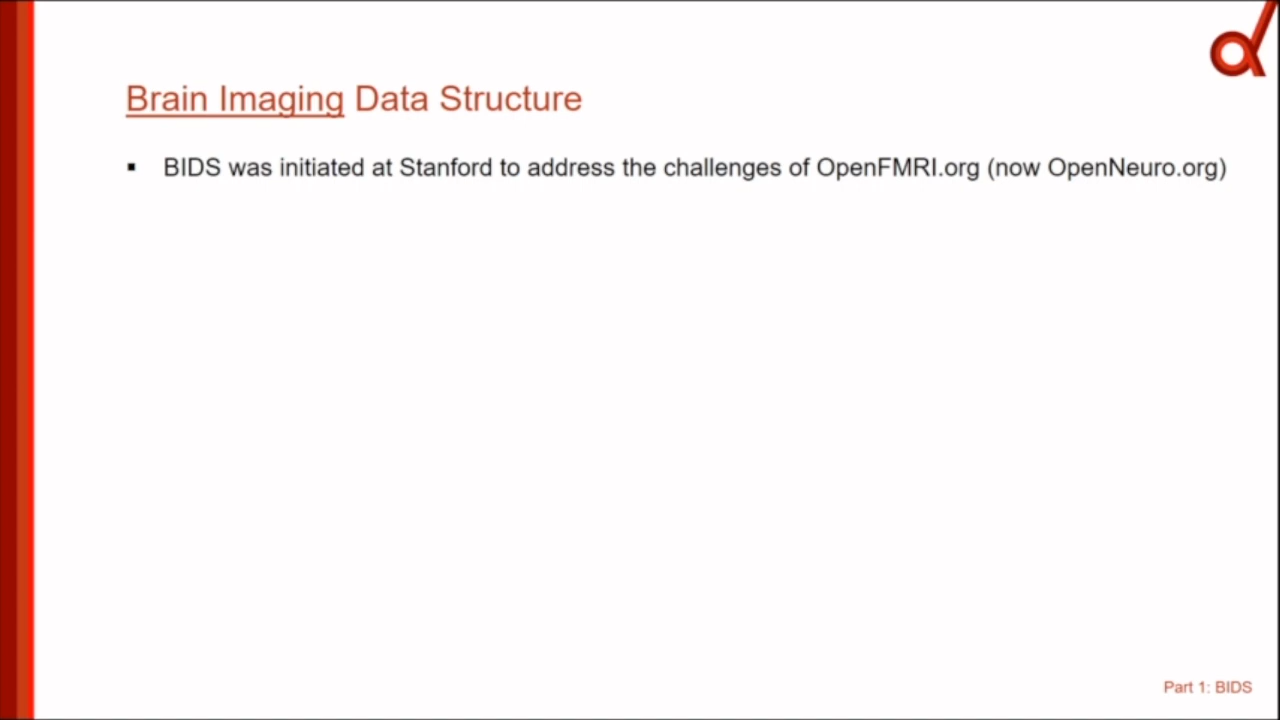 Brain Imaging Data Structure
▪ BIDS was initiated at Stanford to address the challenges of OpenFMRI.org (now OpenNeuro.org)
Part 1: BIDS